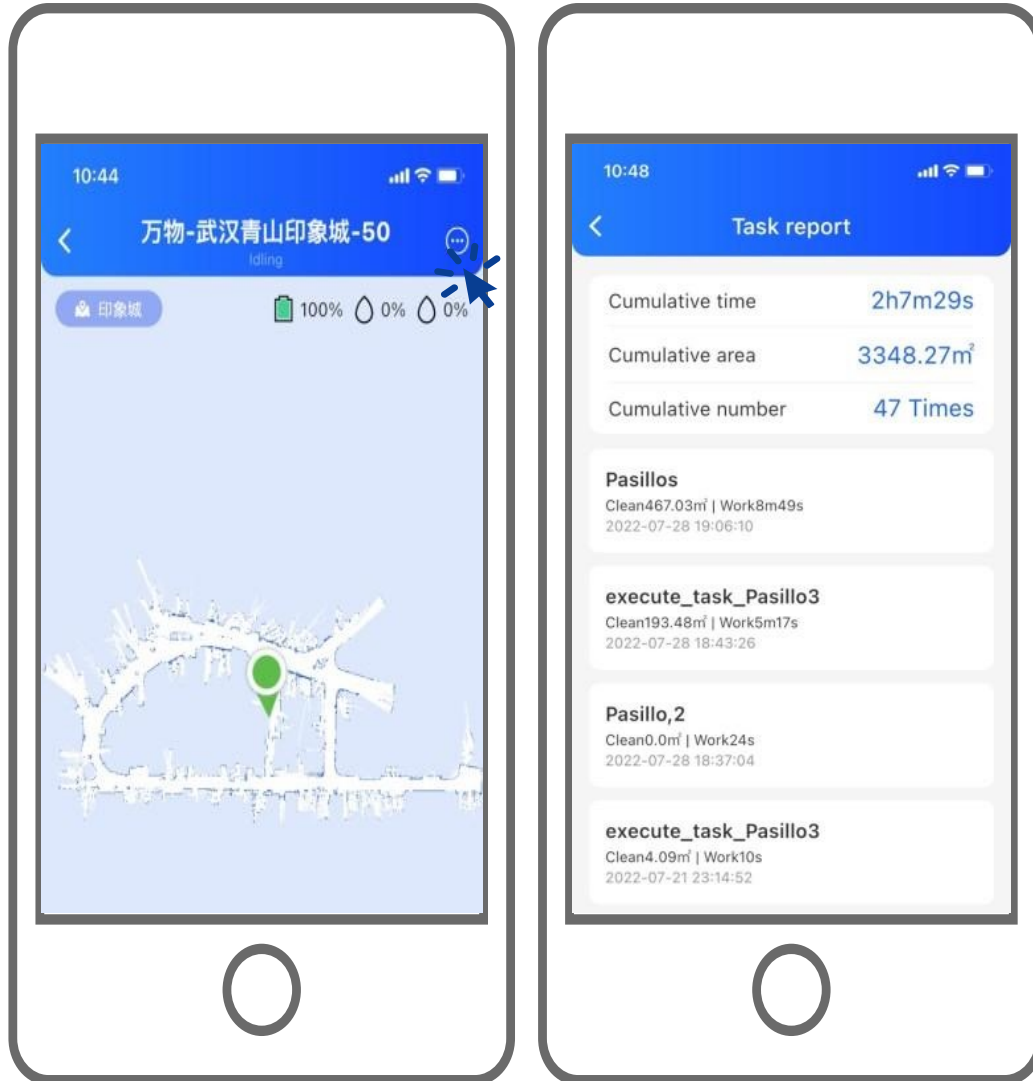 10:44
万物-武汉青山印象城-50
Idling
印象城
100% 0% 0%
10:48
Task report
Cumulative time 2h7m29s
Cumulative area 3348.27㎡
Cumulative number 47 Times
Pasillos
Clean467.03㎡ | Work8m49s
2022-07-28 19:06:10
execute_task_Pasillo3
Clean193.48㎡ | Work5m17s
2022-07-28 18:43:26
Pasillo,2
Clean0.0㎡ | Work24s
2022-07-28 18:37:04
execute_task_Pasillo3
Clean4.09㎡ | Work10s
2022-07-21 23:14:52